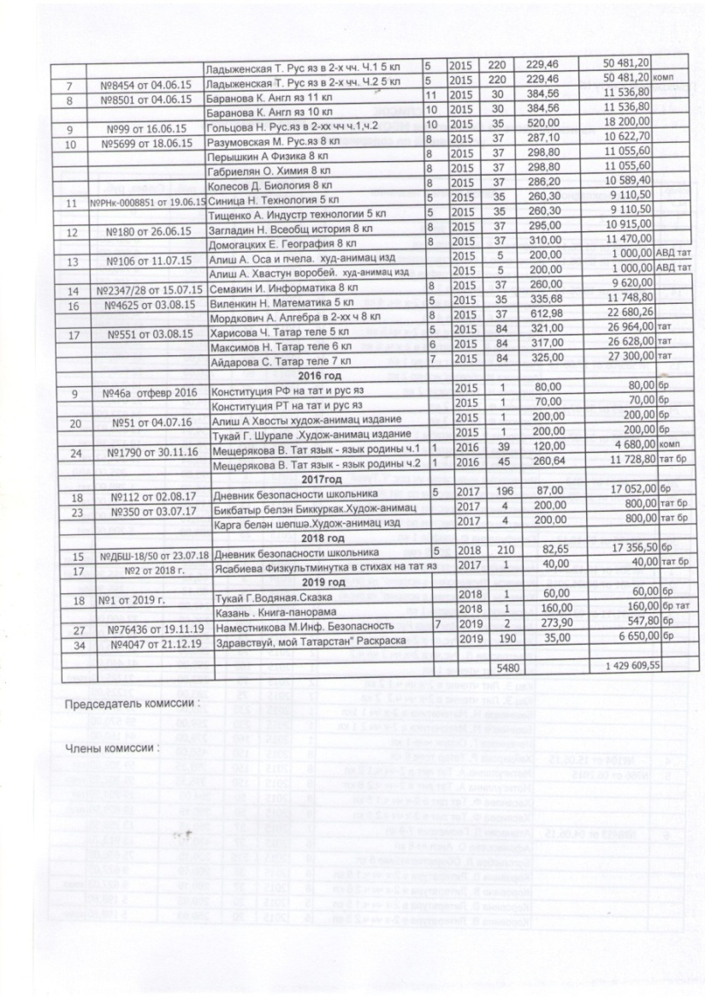 Ладыженская Т. Рус яз в 2-х чч. Ч.1 5 кл 5 2015 220 229,46 50 481,20
7 №8454 от 04.06.15 Ладыженская Т. Рус яз в 2-х чч. Ч.2 5 кл 5 2015 220 229,46 50 481,20 комп
8 №8501 от 04.06.15 Баранова К. Англ яз 11 кл 11 2015 30 384,56 11 536,80
Баранова К. Англ яз 10 кл 10 2015 30 384,56 11 536,80
9 №99 от 16.06.15 Гольцова Н. Рус.яз в 2-хх чч ч.1,ч.2 10 2015 35 520,00 18 200,00
10 №5699 от 18.06.15 Разумовская М. Рус.яз 8 кл 8 2015 37 287,10 10 622,70
Перышкин А Физика 8 кл 8 2015 37 298,80 11 055,60
Габриелян О. Химия 8 кл 8 2015 37 298,80 11 055,60
Колесов Д. Биология 8 кл 8 2015 37 286,20 10 589,40
11 №РНк-0008851 от 19.06.15 Синица Н. Технология 5 кл 5 2015 35 260,30 9 110,50
Тищенко А. Индустр технологии 5 кл 5 2015 35 260,30 9 110,50
12 №180 от 26.06.15 Загладин Н. Всеобщ история 8 кл 8 2015 37 295,00 10 915,00
Домогацких Е. География 8 кл 8 2015 37 310,00 11 470,00
13 №106 от 11.07.15 Алиш А. Оса и пчела. худ-анимац изд 2015 5 200,00 1 000,00 АВД тат
Алиш А. Хвастун воробей. худ-анимац изд 2015 5 200,00 1 000,00 АВД тат
14 №2347/28 от 15.07.15 Семакин И. Информатика 8 кл 8 2015 37 260,00 9 620,00
16 №4625 от 03.08.15 Виленкин Н. Математика 5 кл 5 2015 35 335,68 11 748,80
Мордкович А. Алгебра в 2-хх ч 8 кл 8 2015 37 612,98 22 680,26
17 №551 от 03.08.15 Харисова Ч. Татар теле 5 кл 5 2015 84 321,00 26 964,00 тат
Максимов Н. Татар теле 6 кл 6 2015 84 317,00 26 628,00 тат
Айдарова С. Татар теле 7 кл 7 2015 84 325,00 27 300,00 тат
2016 год
9 №46а отфевр 2016 Конституция РФ на тат и рус яз 2015 1 80,00 80,00 бр
Конституция РТ на тат и рус яз 2015 1 70,00 70,00 бр
20 №51 от 04.07.16 Алиш А Хвосты худож-анимац издание 2015 1 200,00 200,00 бр
Тукай Г. Шурале .Худож-анимац издание 2015 1 200,00 200,00 бр
24 №1790 от 30.11.16 Мещерякова В. Тат язык - язык родины ч.1 1 2016 39 120,00 4 680,00 комп
Мещерякова В. Тат язык - язык родины ч.2 1 2016 45 260,64 11 728,80 тат бр
2017год
18 №112 от 02.08.17 Дневник безопасности школьника 5 2017 196 87,00 17 052,00 бр
23 №350 от 03.07.17 Бикбатыр белэн Биккуркак.Худож-анимац 2017 4 200,00 800,00 тат бр
Карга белән шөпшә.Худож-анимац изд 2017 4 200,00 800,00 тат бр
2018 год
15 №ДБШ-18/50 от 23.07.18 Дневник безопасности школьника 5 2018 210 82,65 17 356,50 бр
17 №2 от 2018 г. Ясабиева Физкультминутка в стихах на тат яз 2017 1 40,00 40,00 тат бр
2019 год
18 №1 от 2019 г. Тукай Г.Водяная.Сказка 2018 1 60,00 60,00 бр
Казань . Книга-панорама 2018 1 160,00 160,00 бр тат
27 №76436 от 19.11.19 Наместникова М.Инф. Безопасность 7 2019 2 273,90 547,80 бр
34 №4047 от 21.12.19 Здравствуй, мой Татарстан" Раскраска 2019 190 35,00 6 650,00 бр
5480 1 429 609,55
Председатель комиссии :
Члены комиссии :